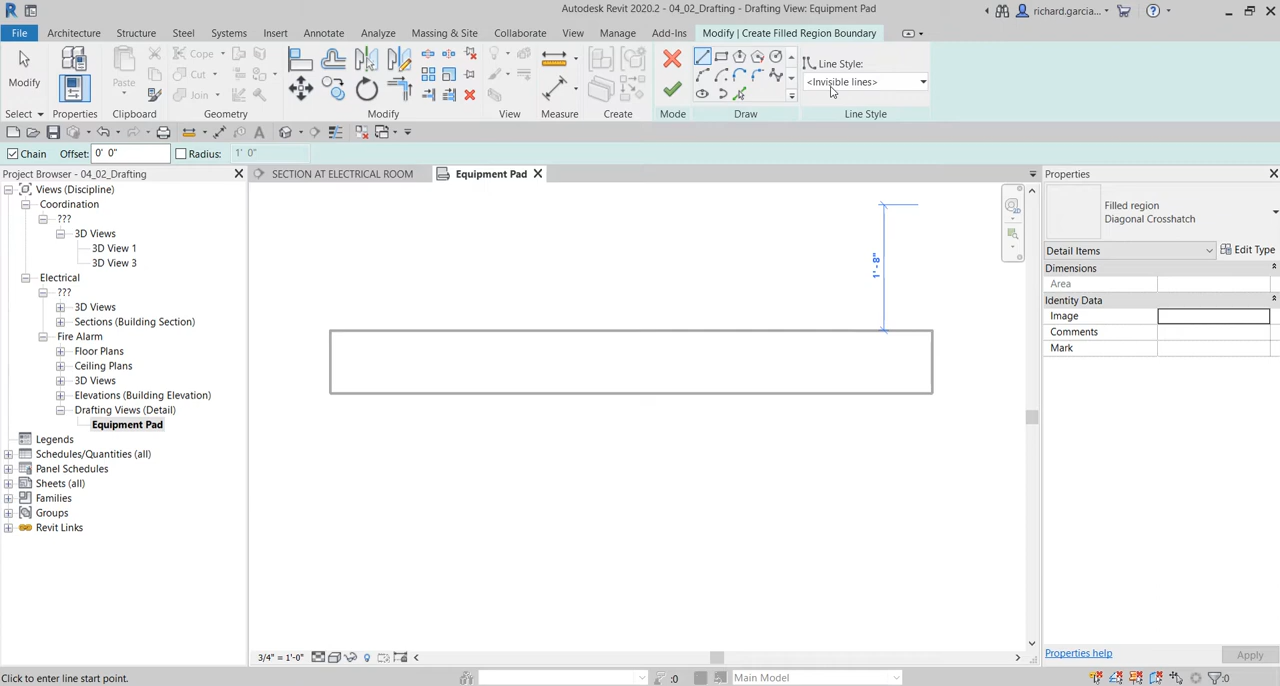 Autodesk Revit 2020.2 - 04_02_Drafting - Drafting View: Equipment Pad
richard.garcia...
File Architecture Structure Steel Systems Insert Annotate Analyze Massing & Site Collaborate View Manage Add-Ins Modify | Create Filled Region Boundary
Modify
Paste
Cope
Cut
Join
Line Style:
<Invisible lines>
Select Properties Clipboard Geometry Modify View Measure Create Mode Draw Line Style
Chain Offset: 0' 0" Radius: 1' 0"
Project Browser - 04_02_Drafting
SECTION AT ELECTRICAL ROOM
Equipment Pad
Properties
Views (Discipline)
Coordination
???
3D Views
3D View 1
3D View 3
Electrical
???
3D Views
Sections (Building Section)
Fire Alarm
Floor Plans
Ceiling Plans
3D Views
Elevations (Building Elevation)
Drafting Views (Detail)
Equipment Pad
Legends
Schedules/Quantities (all)
Panel Schedules
Sheets (all)
Families
Groups
Revit Links
1' - 8"
Filled region
Diagonal Crosshatch
Detail Items
Edit Type
Dimensions
Area
Identity Data
Image
Comments
Mark
Properties help
Apply
3/4" = 1'-0"
Click to enter line start point.
:0
Main Model
:0